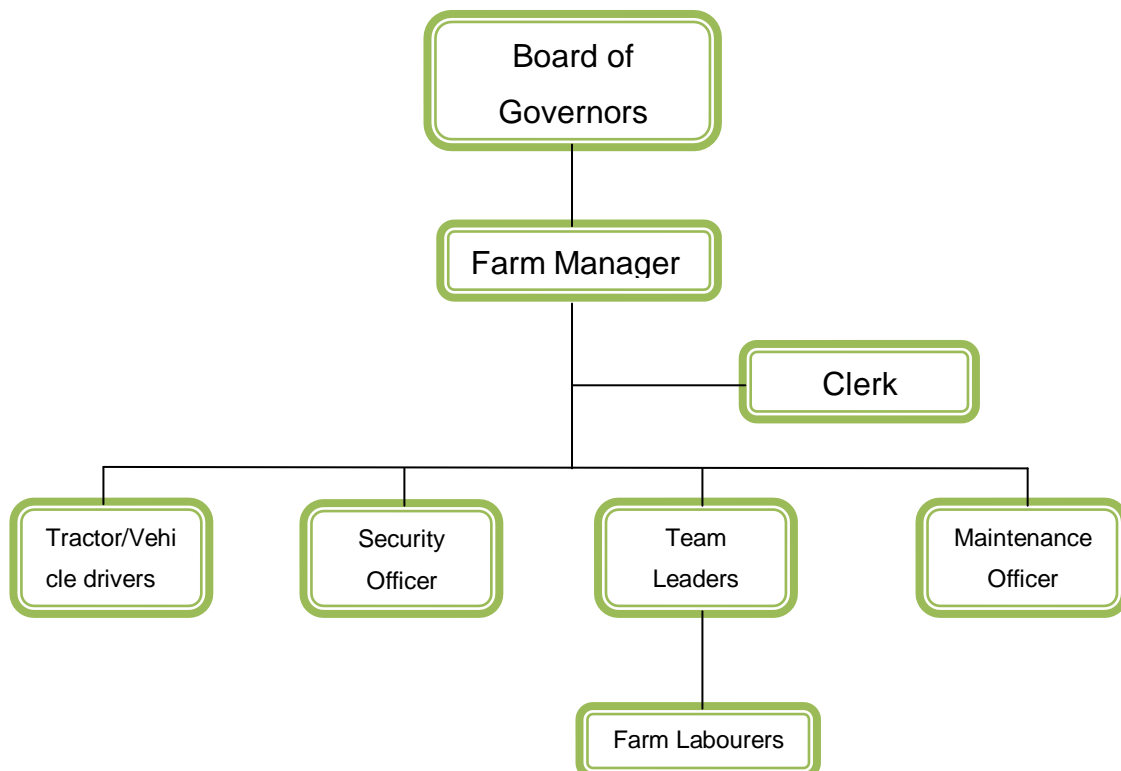 Board of
Governors
Farm Manager
Clerk
Tractor/Vehi
cle drivers
Security
Officer
Team
Leaders
Maintenance
Officer
Farm Labourers